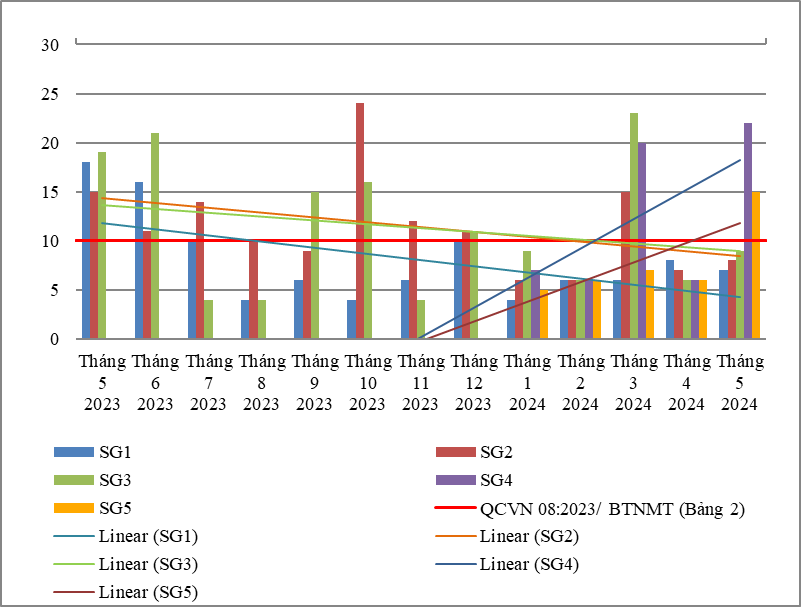 30
25
20
15
10
5
0
Tháng Tháng Tháng Tháng Tháng Tháng Tháng Tháng Tháng Tháng Tháng Tháng Tháng
5 6 7 8 9 10 11 12 1 2 3 4 5
2023 2023 2023 2023 2023 2023 2023 2023 2024 2024 2024 2024 2024
SG1 SG2
SG3 SG4
SG5 QCVN 08:2023/ BTNMT (Bảng 2)
Linear (SG1) Linear (SG2)
Linear (SG3) Linear (SG4)
Linear (SG5)